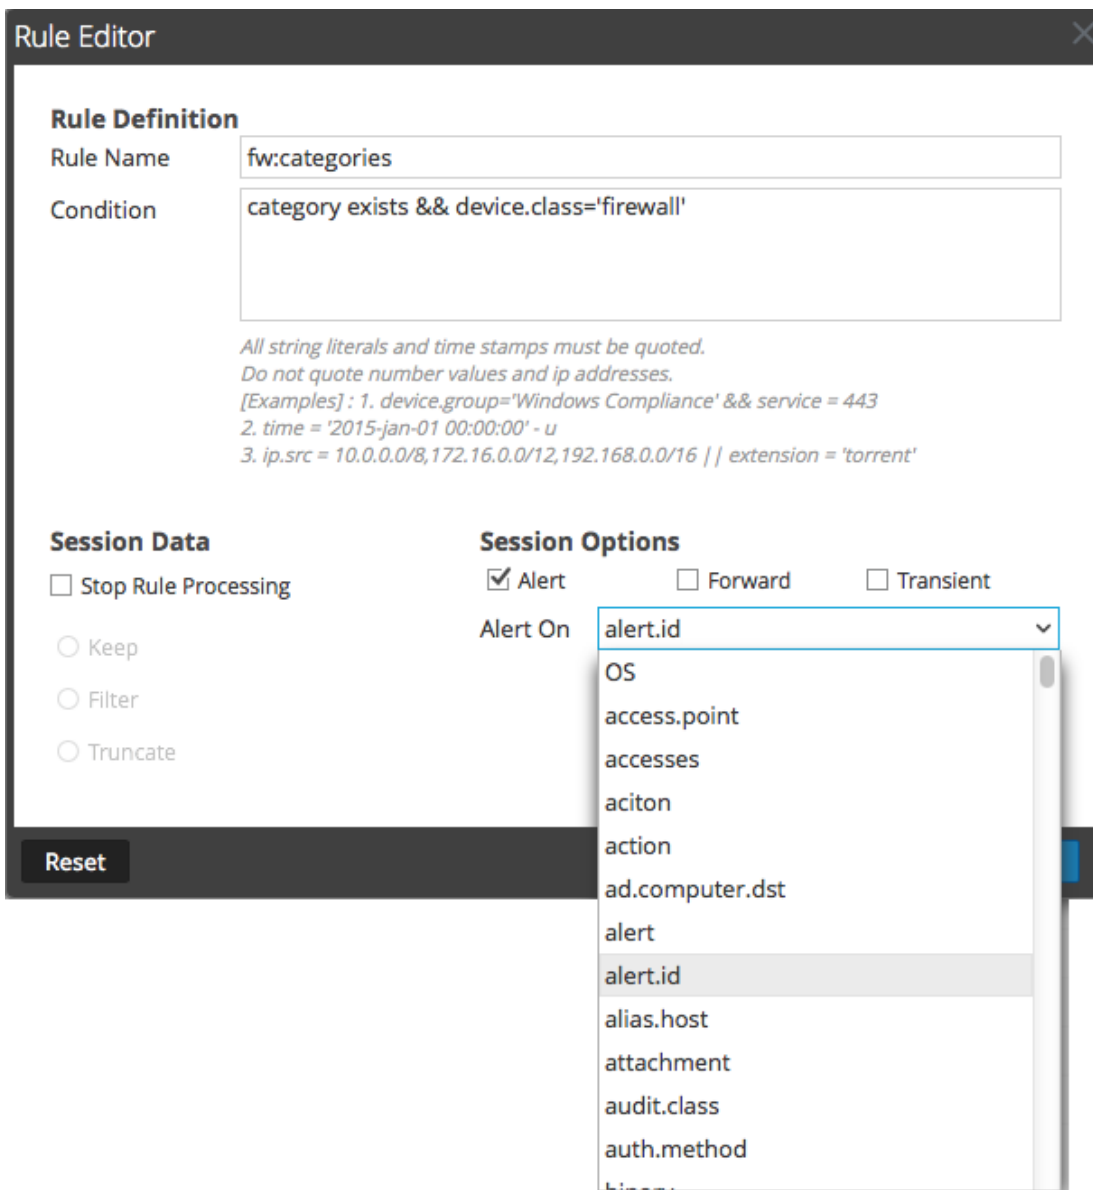 Rule Editor
Rule Definition
Rule Name fw:categories
Condition category exists && device.class='firewall'
All string literals and time stamps must be quoted.
Do not quote number values and ip addresses.
[Examples] : 1. device.group='Windows Compliance' && service = 443
2. time = '2015-jan-01 00:00:00' - u
3. ip.src = 10.0.0.0/8,172.16.0.0/12,192.168.0.0/16 || extension = 'torrent'
Session Data
Stop Rule Processing
Keep
Filter
Truncate
Session Options
Alert Forward Transient
Alert On alert.id
OS
access.point
accesses
aciton
action
ad.computer.dst
alert
alert.id
alias.host
attachment
audit.class
auth.method
Reset